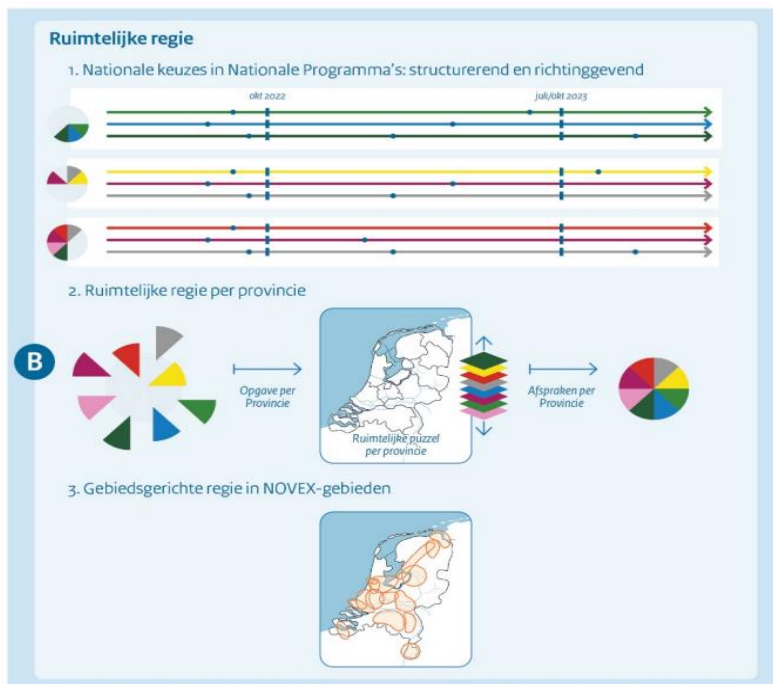 Ruimtelijke regie
1. Nationale keuzes in Nationale Programma's: structurerend en richtinggevend
okt 2022
juli/okt 2023
2. Ruimtelijke regie per provincie
B
Opgave per
Provincie
Ruimtelijke puzzel
per provincie
Afspraken per
Provincie
3. Gebiedsgerichte regie in NOVEX-gebieden